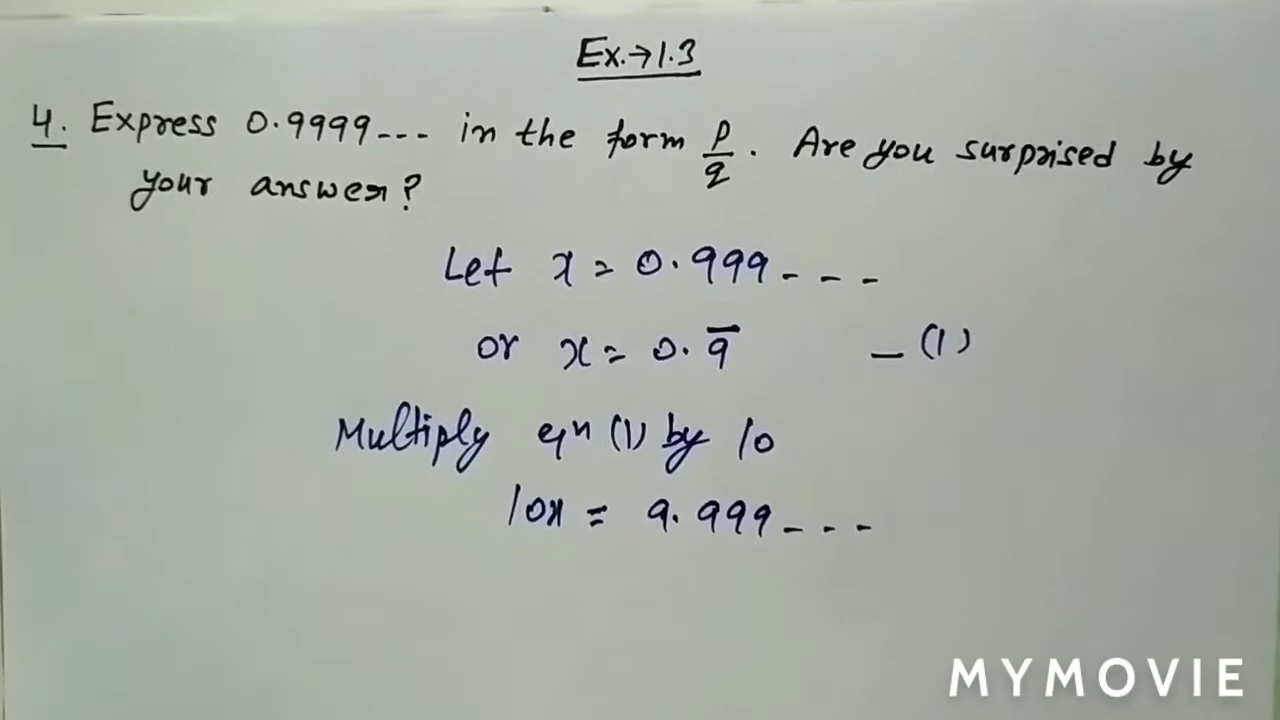 Ex.→1.3
4. Express 0.9999--- in the form p/q. Are you surprised by
your answer?
Let x = 0.999---
or x = 0.9̅ —(1)
Multiply eqn (1) by 10
10x = 9.999---
MYMOVIE